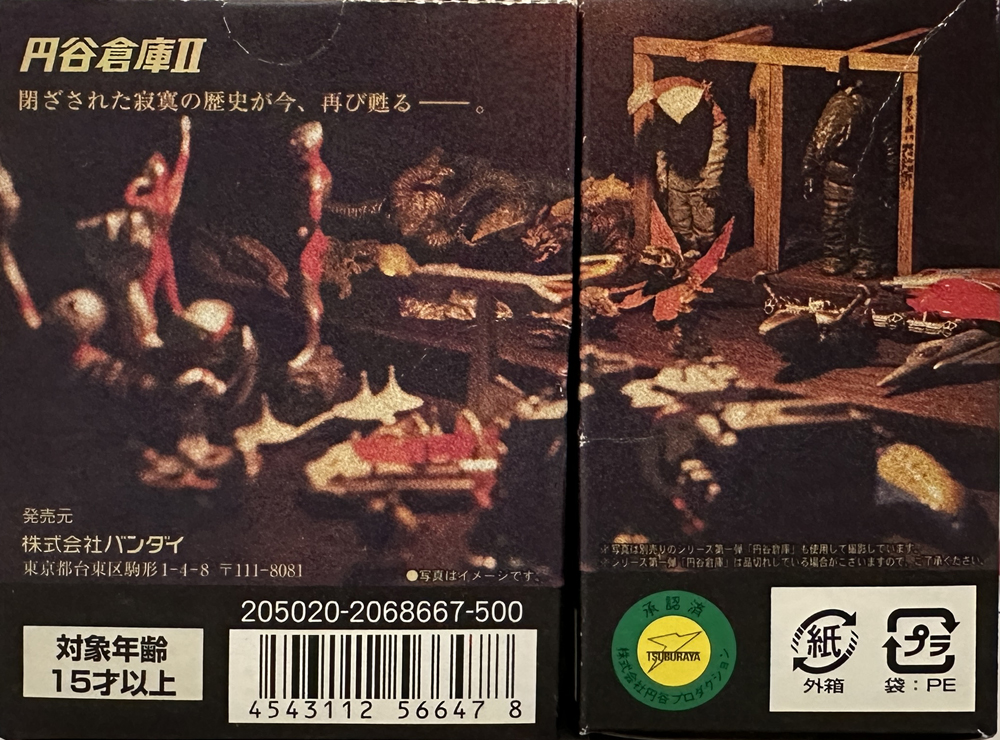 円谷倉庫II
閉ざされた寂寞の歴史が今、再び甦る――。
発売元
株式会社バンダイ
東京都台東区駒形1-4-8 〒111-8081
●写真はイメージです。
対象年齢
15才以上
205020-2068667-500
4543112 56647 8
※写真は別売りのシリーズ第一弾「円谷倉庫」も使用して撮影しています。
※シリーズ第一弾「円谷倉庫」は品切れしている場合がございますので、ご了承ください。
承認済
TSUBURAYA
株式会社円谷プロダクション
紙
外箱
プラ
袋:PE